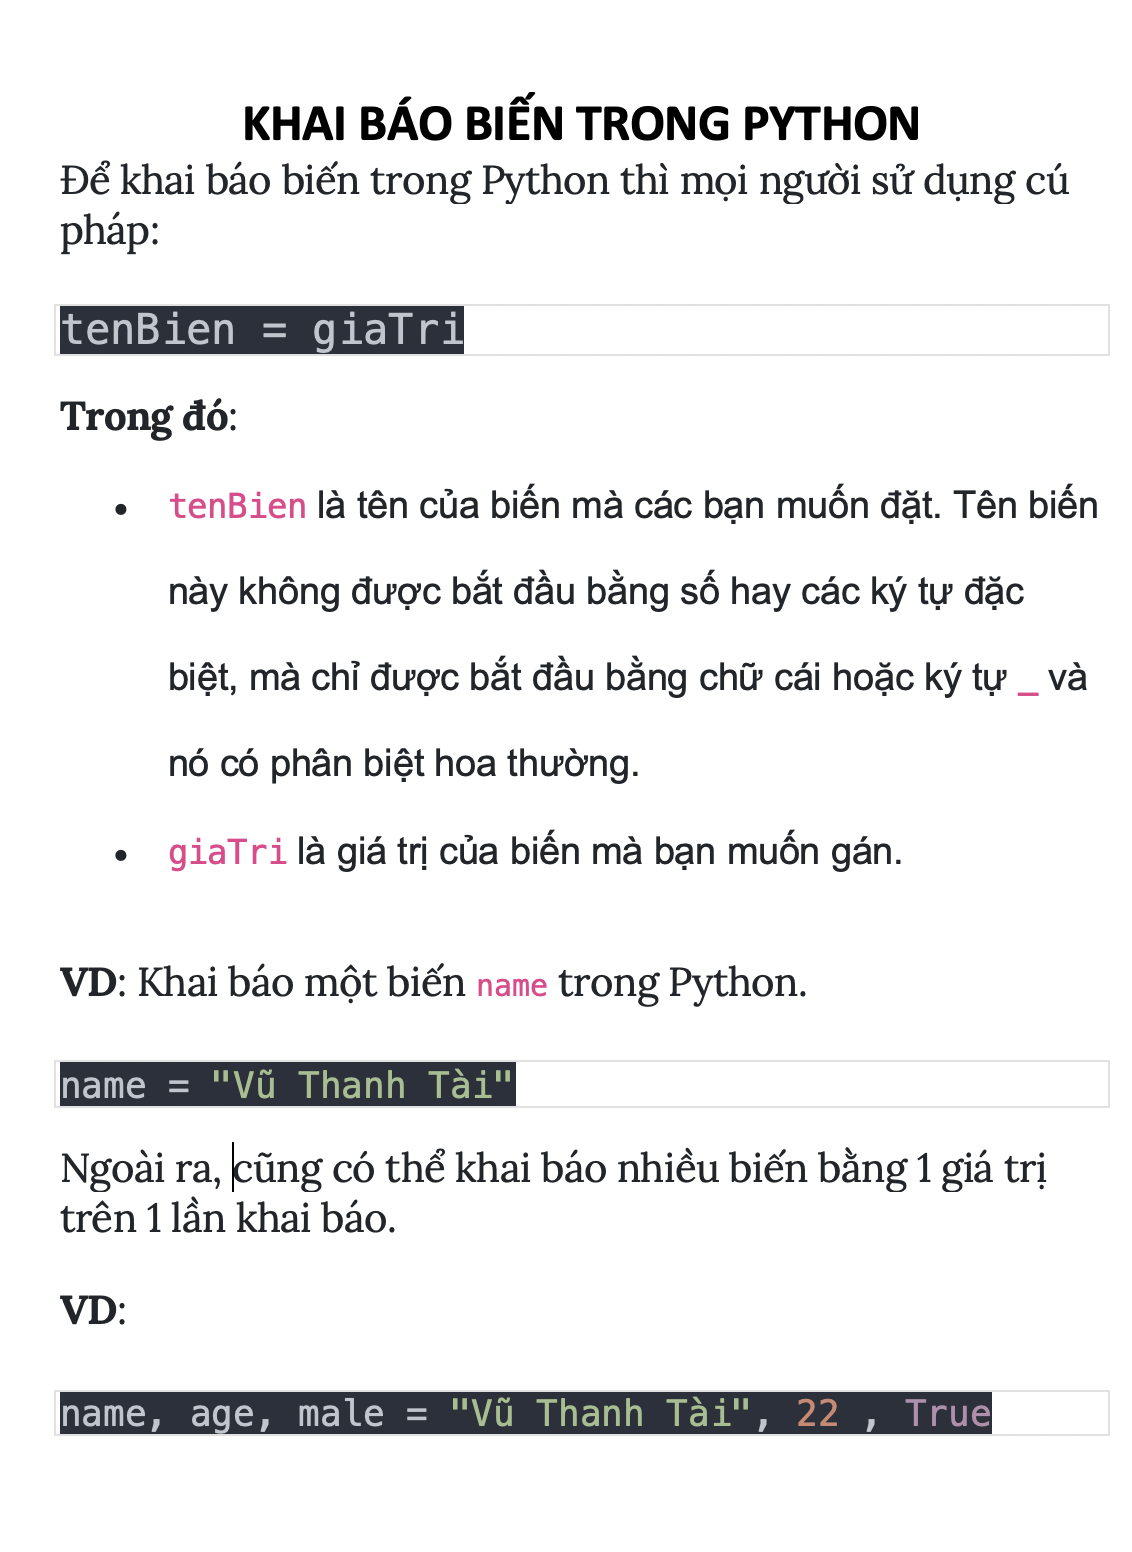 KHAI BÁO BIẾN TRONG PYTHON
Để khai báo biến trong Python thì mọi người sử dụng cú
pháp:
tenBien = giaTri
Trong đó:
• tenBien là tên của biến mà các bạn muốn đặt. Tên biến
này không được bắt đầu bằng số hay các ký tự đặc
biệt, mà chỉ được bắt đầu bằng chữ cái hoặc ký tự _ và
nó có phân biệt hoa thường.
• giaTri là giá trị của biến mà bạn muốn gán.
VD: Khai báo một biến name trong Python.
name = "Vũ Thanh Tài"
Ngoài ra, cũng có thể khai báo nhiều biến bằng 1 giá trị
trên 1 lần khai báo.
VD:
name, age, male = "Vũ Thanh Tài", 22 , True